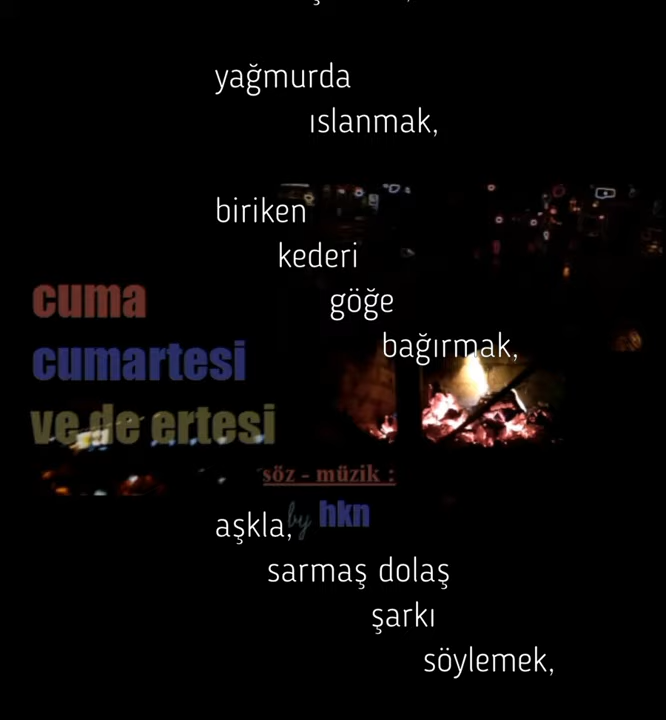 yağmurda
ıslanmak,
biriken
kederi
göğe
bağırmak,
cuma
cumartesi
ve de ertesi
söz - müzik :
by hkn
aşkla,
sarmaş dolaş
şarkı
söylemek,